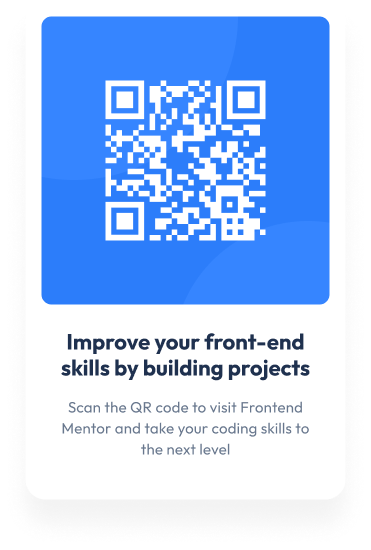 Improve your front-end
skills by building projects
Scan the QR code to visit Frontend
Mentor and take your coding skills to
the next level